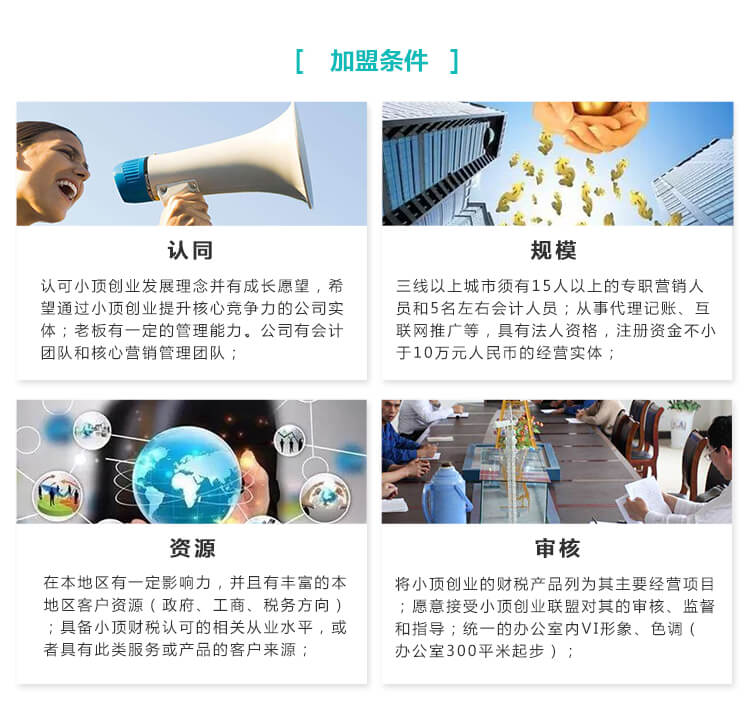 [ 加盟条件 ]
认同
认可小顶创业发展理念并有成长愿望，希
望通过小顶创业提升核心竞争力的公司实
体；老板有一定的管理能力。公司有会计
团队和核心营销管理团队；
规模
三线以上城市须有15人以上的专职营销人
员和5名左右会计人员；从事代理记账、互
联网推广等，具有法人资格，注册资金不小
于10万元人民币的经营实体；
资源
在本地区有一定影响力，并且有丰富的本
地区客户资源（政府、工商、税务方向）
；具备小顶财税认可的相关从业水平，或
者具有此类服务或产品的客户来源；
审核
将小顶创业的财税产品列为其主要经营项目
；愿意接受小顶创业联盟对其的审核、监督
和指导；统一的办公室内VI形象、色调（
办公室300平米起步）；